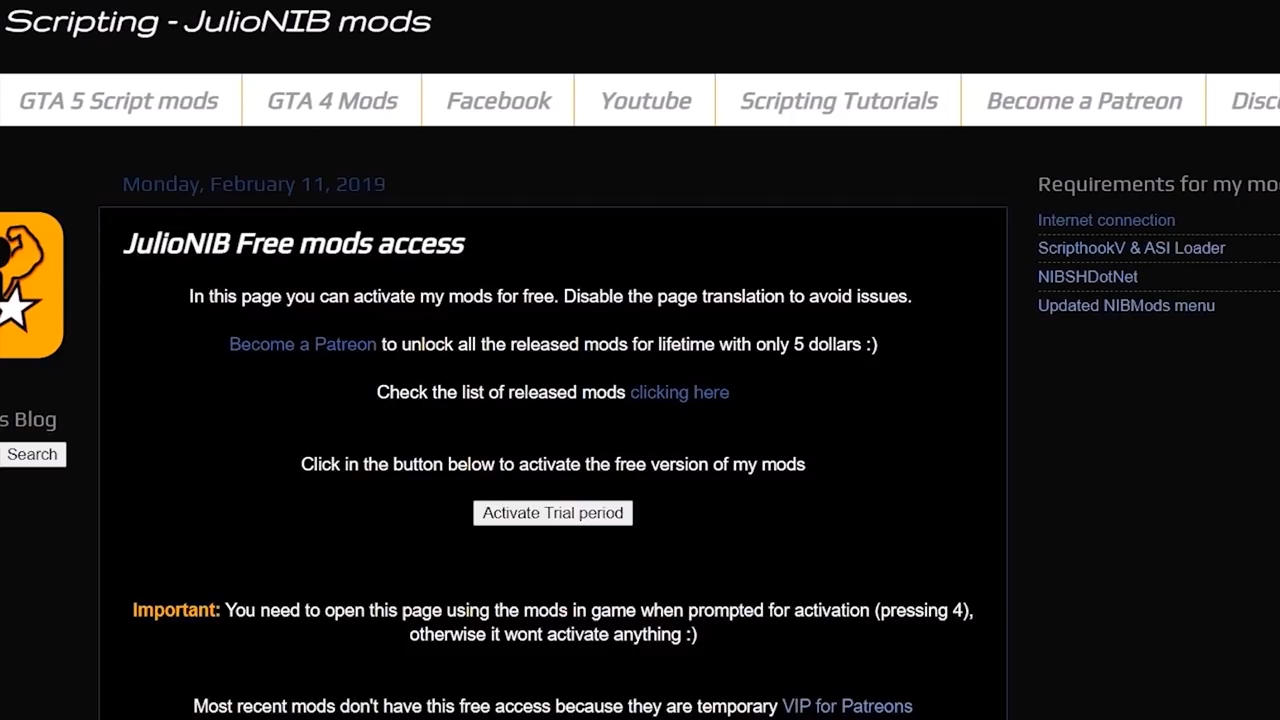 Scripting - JulioNIB mods
GTA 5 Script mods GTA 4 Mods Facebook Youtube Scripting Tutorials Become a Patreon
Monday, February 11, 2019
JulioNIB Free mods access
In this page you can activate my mods for free. Disable the page translation to avoid issues.
Become a Patreon to unlock all the released mods for lifetime with only 5 dollars :)
Check the list of released mods clicking here
Click in the button below to activate the free version of my mods
Activate Trial period
Important: You need to open this page using the mods in game when prompted for activation (pressing 4),
otherwise it wont activate anything :)
Most recent mods don't have this free access because they are temporary VIP for Patreons
Blog
Search
Requirements for my
Internet connection
ScripthookV & ASI Loader
NIBSHDotNet
Updated NIBMods menu